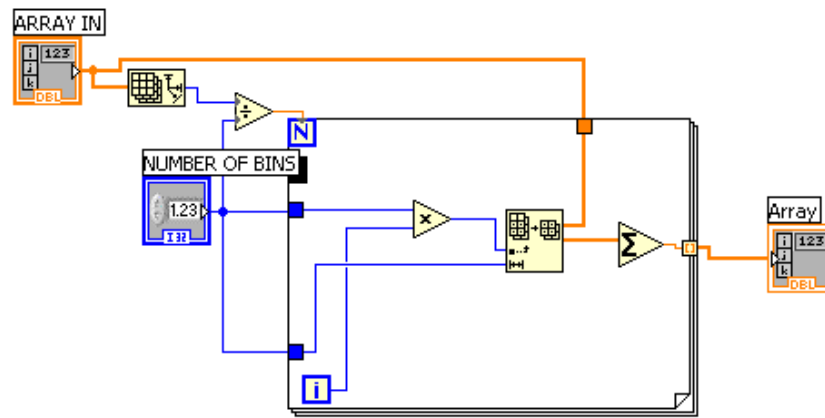 ARRAY IN
i
j
k
123
DBL
÷
N
NUMBER OF BINS
1.23
I32
×
Σ
i
Array
i
j
k
123
DBL